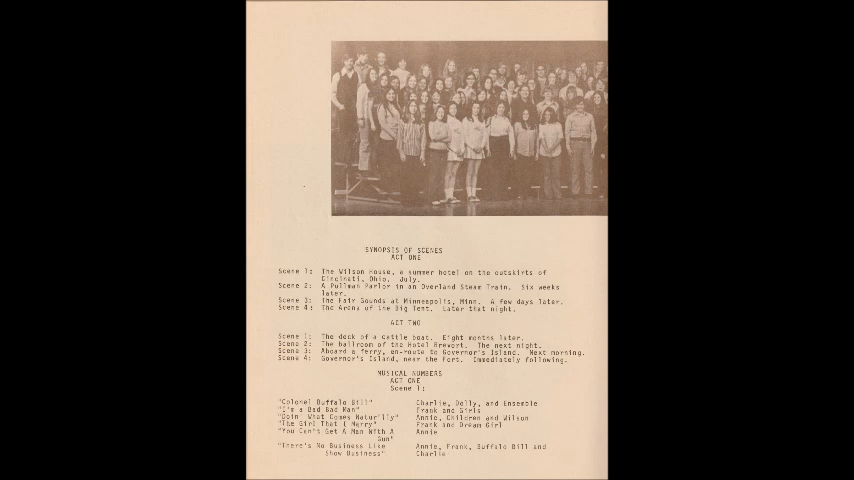 SYNOPSIS OF SCENES
ACT ONE
Scene 1: The Wilson House, a summer hotel on the outskirts of
Cincinati, Ohio. July.
Scene 2: A Pullman Parlor in an Overland Steam Train. Six weeks
later.
Scene 3: The Fair Gounds at Minneapolis, Minn. A few days later.
Scene 4: The Arena of the Big Tent. Later that night.
ACT TWO
Scene 1: The deck of a cattle boat. Eight months later.
Scene 2: The ballroom of the Hotel Brevort. The next night.
Scene 3: Aboard a ferry, en-route to Governor's Island. Next morning.
Scene 4: Governor's Island, near the Fort. Immediately following.
MUSICAL NUMBERS
ACT ONE
Scene 1:
"Colonel Buffalo Bill" Charlie, Dolly, and Ensemble
"I'm a Bad Bad Man" Frank and Girls
"Doin' What Comes Natur'lly" Annie, Children and Wilson
"The Girl That I Marry" Frank and Dream Girl
"You Can't Get A Man With A Annie
Gun"
"There's No Business Like Annie, Frank, Buffalo Bill and
Show Business" Charlie